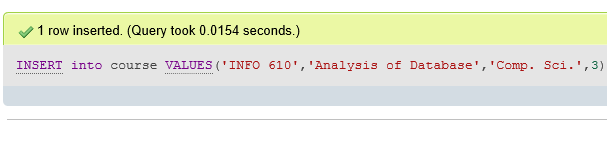 1 row inserted. (Query took 0.0154 seconds.)
INSERT into course VALUES('INFO 610','Analysis of Database','Comp. Sci.',3)